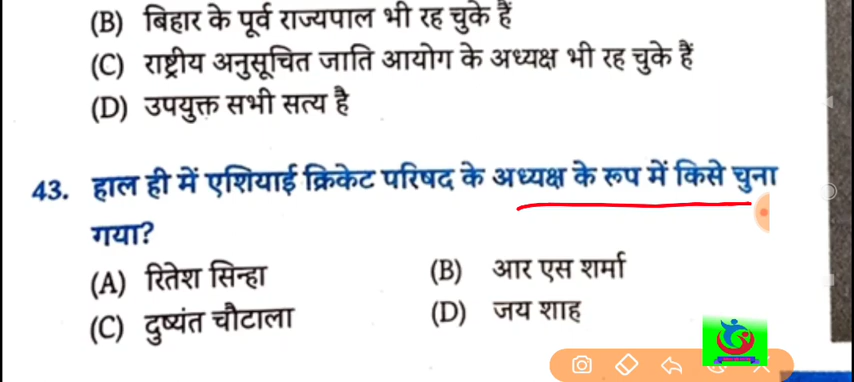 (B) बिहार के पूर्व राज्यपाल भी रह चुके हैं
(C) राष्ट्रीय अनुसूचित जाति आयोग के अध्यक्ष भी रह चुके हैं
(D) उपयुक्त सभी सत्य है
43. हाल ही में एशियाई क्रिकेट परिषद के अध्यक्ष के रूप में किसे चुना
गया?
(A) रितेश सिन्हा (B) आर एस शर्मा
(C) दुष्यंत चौटाला (D) जय शाह